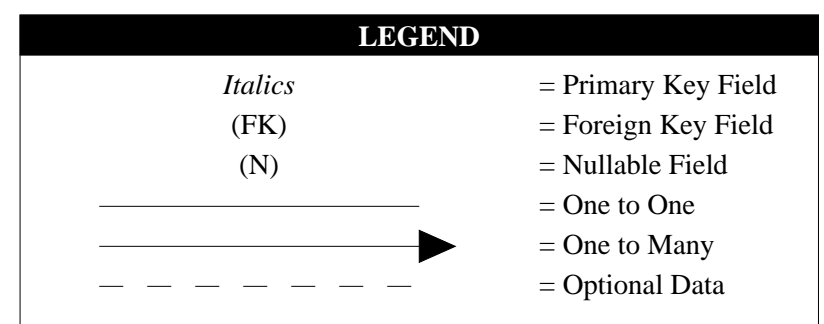 LEGEND
Italics = Primary Key Field
(FK) = Foreign Key Field
(N) = Nullable Field
= One to One
= One to Many
= Optional Data